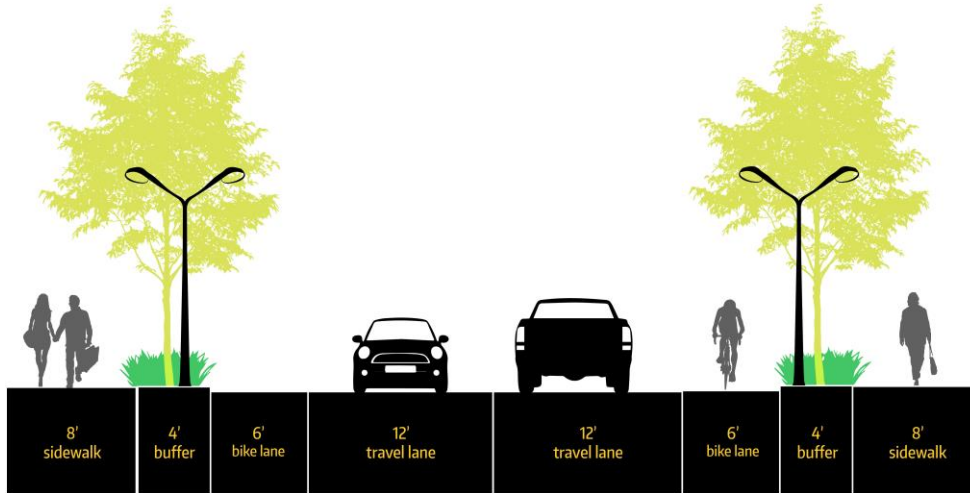 8'
sidewalk
4'
buffer
6'
bike lane
12'
travel lane
12'
travel lane
6'
bike lane
4'
buffer
8'
sidewalk